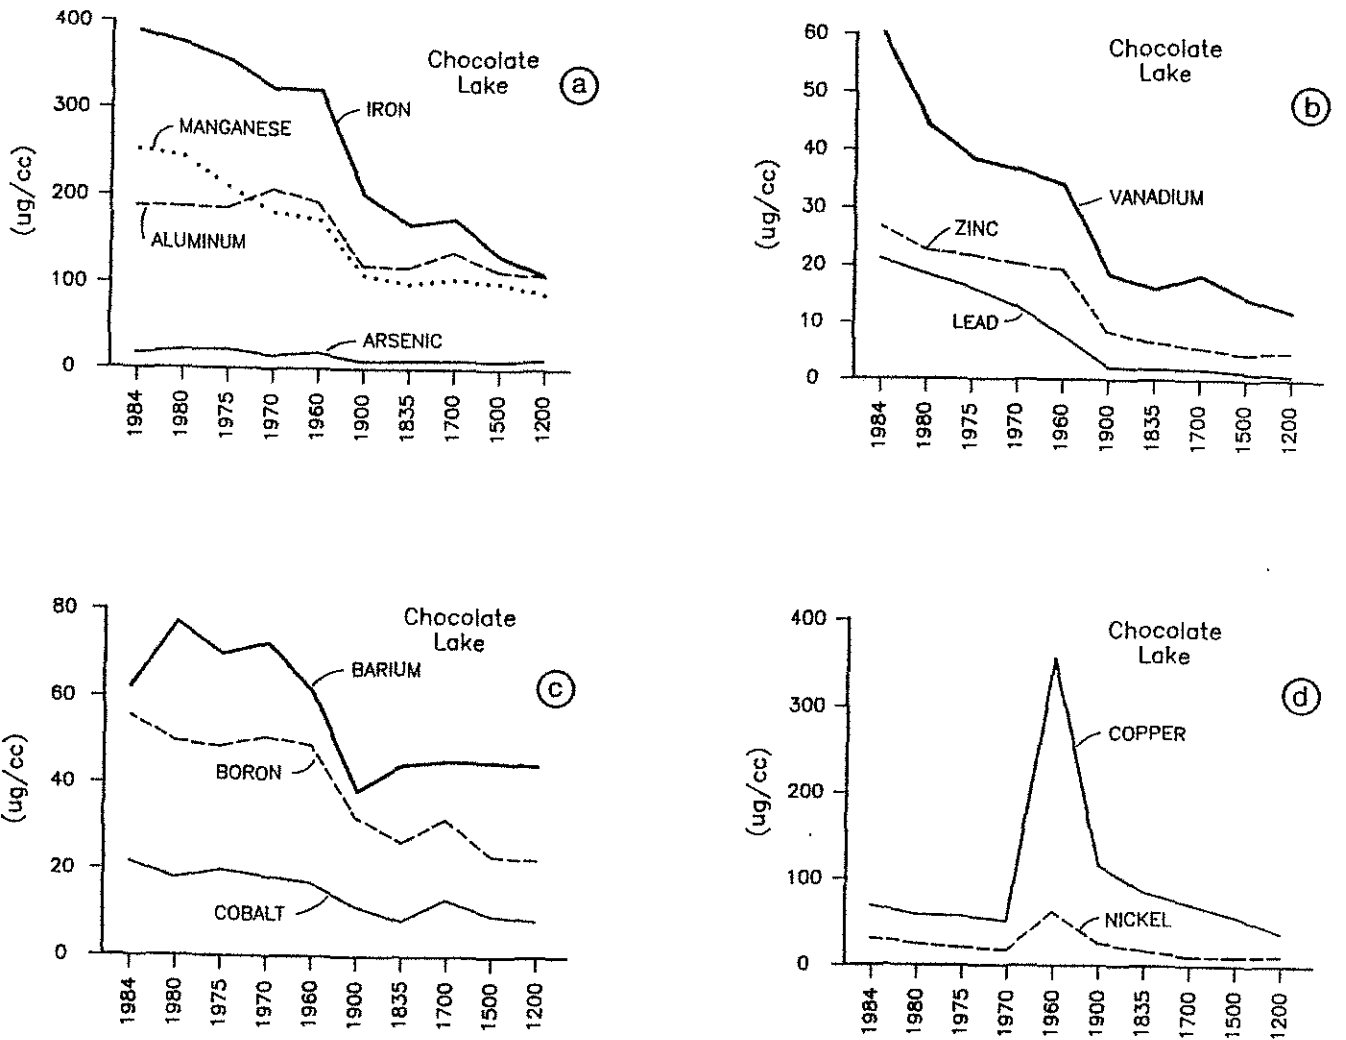 400
300
200
100
0
(ug/cc)
Chocolate
Lake
a
IRON
MANGANESE
ALUMINUM
ARSENIC
1984
1980
1975
1970
1960
1900
1835
1700
1500
1200
60
50
40
30
20
10
0
(ug/cc)
Chocolate
Lake
b
VANADIUM
ZINC
LEAD
1984
1980
1975
1970
1960
1900
1835
1700
1500
1200
80
60
40
20
0
(ug/cc)
Chocolate
Lake
c
BARIUM
BORON
COBALT
1984
1980
1975
1970
1960
1900
1835
1700
1500
1200
400
300
200
100
0
(ug/cc)
Chocolate
Lake
d
COPPER
NICKEL
1984
1980
1975
1970
1960
1900
1835
1700
1500
1200